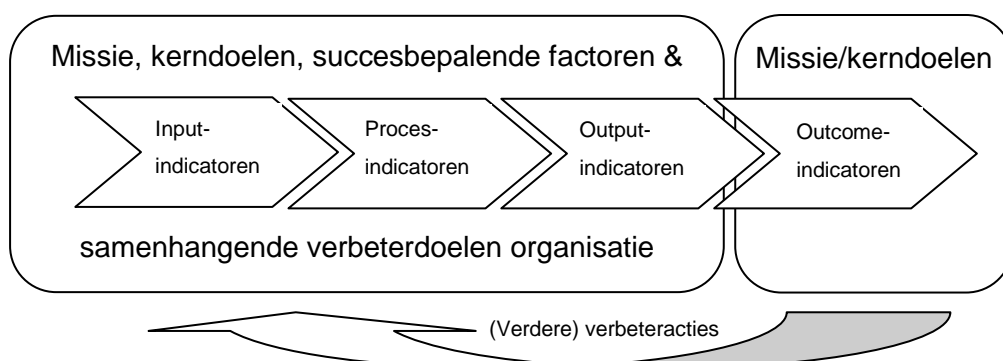 Missie, kerndoelen, succesbepalende factoren &
Input-
indicatoren
Proces-
indicatoren
Output-
indicatoren
samenhangende verbeterdoelen organisatie
Missie/kerndoelen
Outcome-
indicatoren
(Verdere) verbeteracties